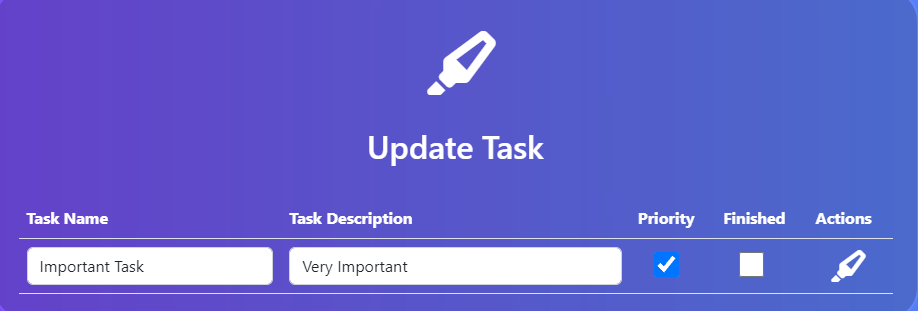 Update Task
Task Name Task Description Priority Finished Actions
Important Task Very Important